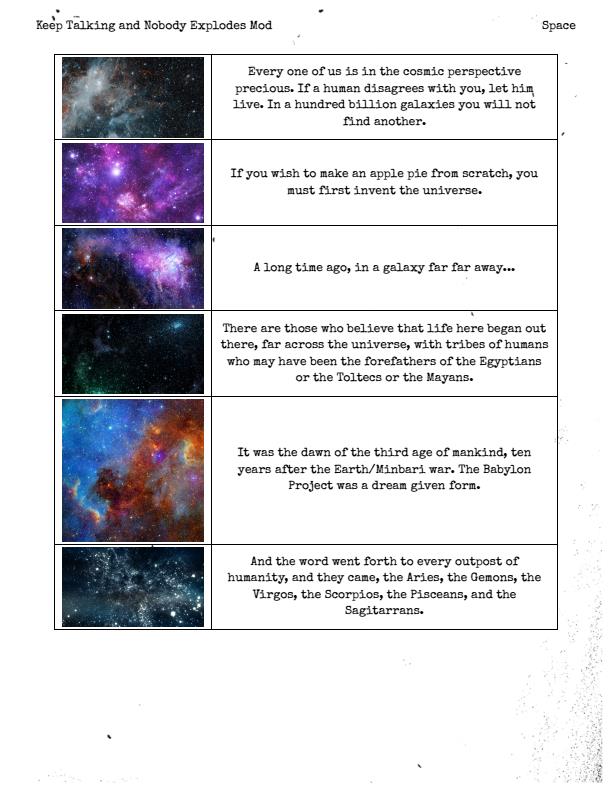 Keep Talking and Nobody Explodes Mod
Space
Every one of us is in the cosmic perspective
precious. If a human disagrees with you, let him
live. In a hundred billion galaxies you will not
find another.
If you wish to make an apple pie from scratch, you
must first invent the universe.
A long time ago, in a galaxy far far away...
There are those who believe that life here began out
there, far across the universe, with tribes of humans
who may have been the forefathers of the Egyptians
or the Toltecs or the Mayans.
It was the dawn of the third age of mankind, ten
years after the Earth/Minbari war. The Babylon
Project was a dream given form.
And the word went forth to every outpost of
humanity, and they came, the Aries, the Gemons, the
Virgos, the Scorpios, the Pisceans, and the
Sagitarrans.